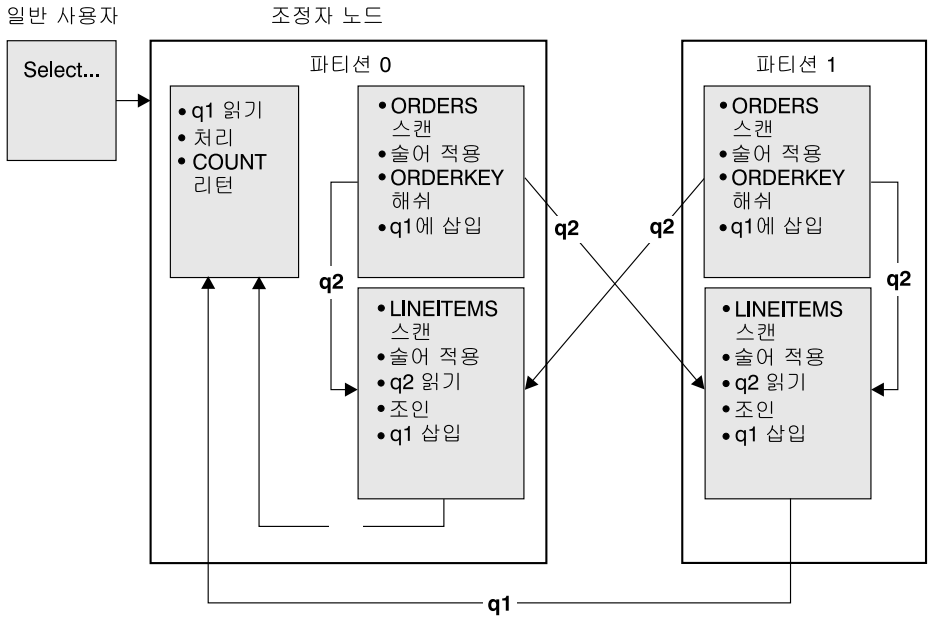 일반 사용자
조정자 노드
Select...
파티션 0
파티션 1
• q1 읽기
• 처리
• COUNT
리턴
• ORDERS
스캔
• 술어 적용
• ORDERKEY
해쉬
• q1에 삽입
• ORDERS
스캔
• 술어 적용
• ORDERKEY
해쉬
• q1에 삽입
q2
q2
q2
q2
• LINEITEMS
스캔
• 술어 적용
• q2 읽기
• 조인
• q1 삽입
• LINEITEMS
스캔
• 술어 적용
• q2 읽기
• 조인
• q1 삽입
q1